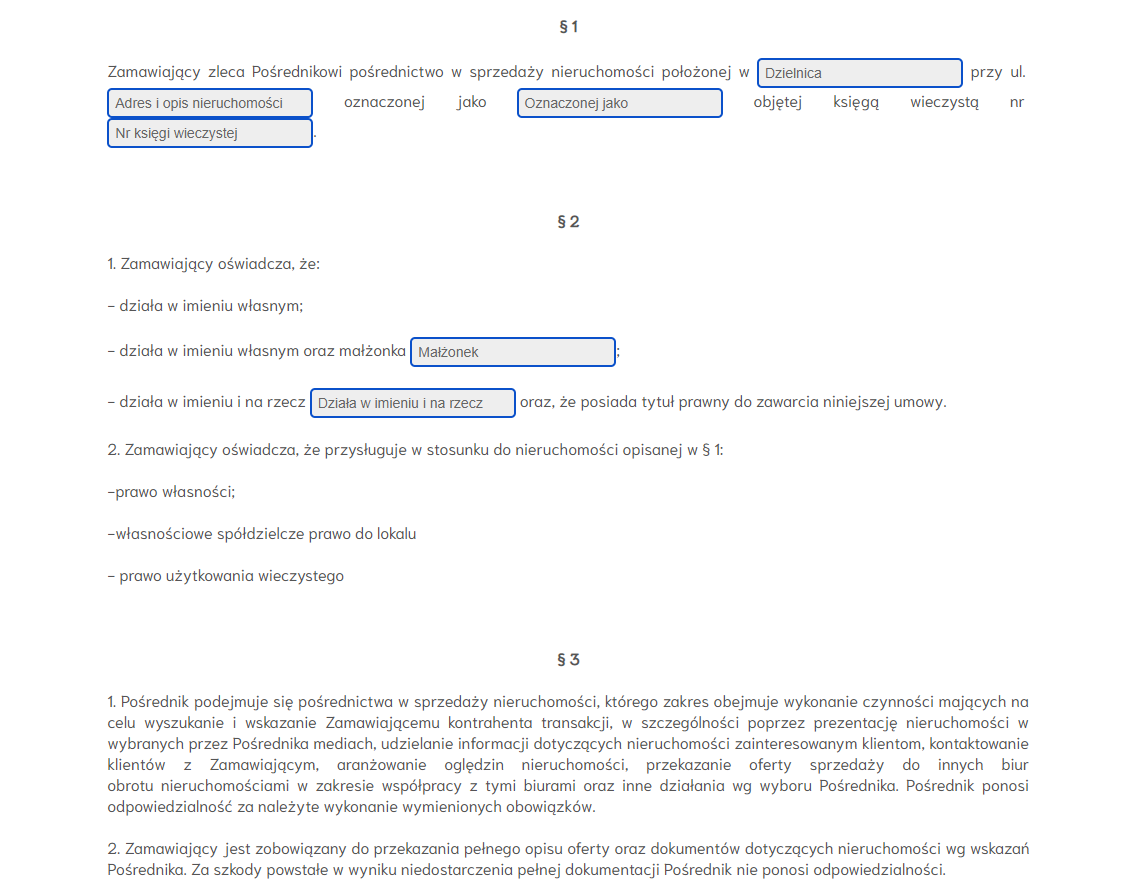 § 1
Zamawiający zleca Pośrednikowi pośrednictwo w sprzedaży nieruchomości położonej w Dzielnica przy ul.
Adres i opis nieruchomości oznaczonej jako Oznaczonej jako objętej księgą wieczystą nr
Nr księgi wieczystej .
§ 2
1. Zamawiający oświadcza, że:
– działa w imieniu własnym;
– działa w imieniu własnym oraz małżonka Małżonek ;
– działa w imieniu i na rzecz Działa w imieniu i na rzecz oraz, że posiada tytuł prawny do zawarcia niniejszej umowy.
2. Zamawiający oświadcza, że przysługuje w stosunku do nieruchomości opisanej w § 1:
–prawo własności;
–własnościowe spółdzielcze prawo do lokalu
– prawo użytkowania wieczystego
§ 3
1. Pośrednik podejmuje się pośrednictwa w sprzedaży nieruchomości, którego zakres obejmuje wykonanie czynności mających na
celu wyszukanie i wskazanie Zamawiającemu kontrahenta transakcji, w szczególności poprzez prezentację nieruchomości w
wybranych przez Pośrednika mediach, udzielanie informacji dotyczących nieruchomości zainteresowanym klientom, kontaktowanie
klientów z Zamawiającym, aranżowanie oględzin nieruchomości, przekazanie oferty sprzedaży do innych biur
obrotu nieruchomościami w zakresie współpracy z tymi biurami oraz inne działania wg wyboru Pośrednika. Pośrednik ponosi
odpowiedzialność za należyte wykonanie wymienionych obowiązków.
2. Zamawiający jest zobowiązany do przekazania pełnego opisu oferty oraz dokumentów dotyczących nieruchomości wg wskazań
Pośrednika. Za szkody powstałe w wyniku niedostarczenia pełnej dokumentacji Pośrednik nie ponosi odpowiedzialności.